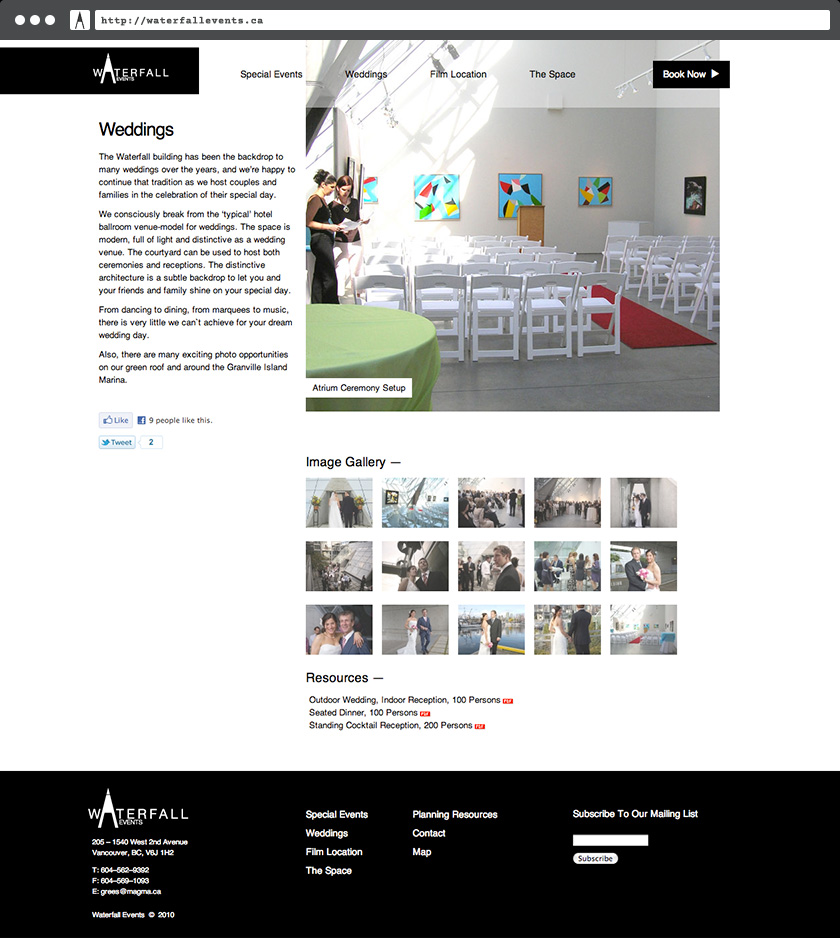 http://waterfallevents.ca
WATERFALL
EVENTS
Special Events Weddings Film Location The Space Book Now
Weddings
The Waterfall building has been the backdrop to
many weddings over the years, and we're happy to
continue that tradition as we host couples and
families in the celebration of their special day.
We consciously break from the 'typical' hotel
ballroom venue-model for weddings. The space is
modern, full of light and distinctive as a wedding
venue. The courtyard can be used to host both
ceremonies and receptions. The distinctive
architecture is a subtle backdrop to let you and
your friends and family shine on your special day.
From dancing to dining, from marquees to music,
there is very little we can`t achieve for your dream
wedding day.
Also, there are many exciting photo opportunities
on our green roof and around the Granville Island
Marina.
Like 9 people like this.
Tweet 2
Atrium Ceremony Setup
Image Gallery —
Resources —
Outdoor Wedding, Indoor Reception, 100 Persons PDF
Seated Dinner, 100 Persons PDF
Standing Cocktail Reception, 200 Persons PDF
WATERFALL
EVENTS
205 – 1540 West 2nd Avenue
Vancouver, BC, V6J 1H2
T: 604–562–9392
F: 604–569–1093
E: grees@magma.ca
Waterfall Events © 2010
Special Events
Weddings
Film Location
The Space
Planning Resources
Contact
Map
Subscribe To Our Mailing List
Subscribe